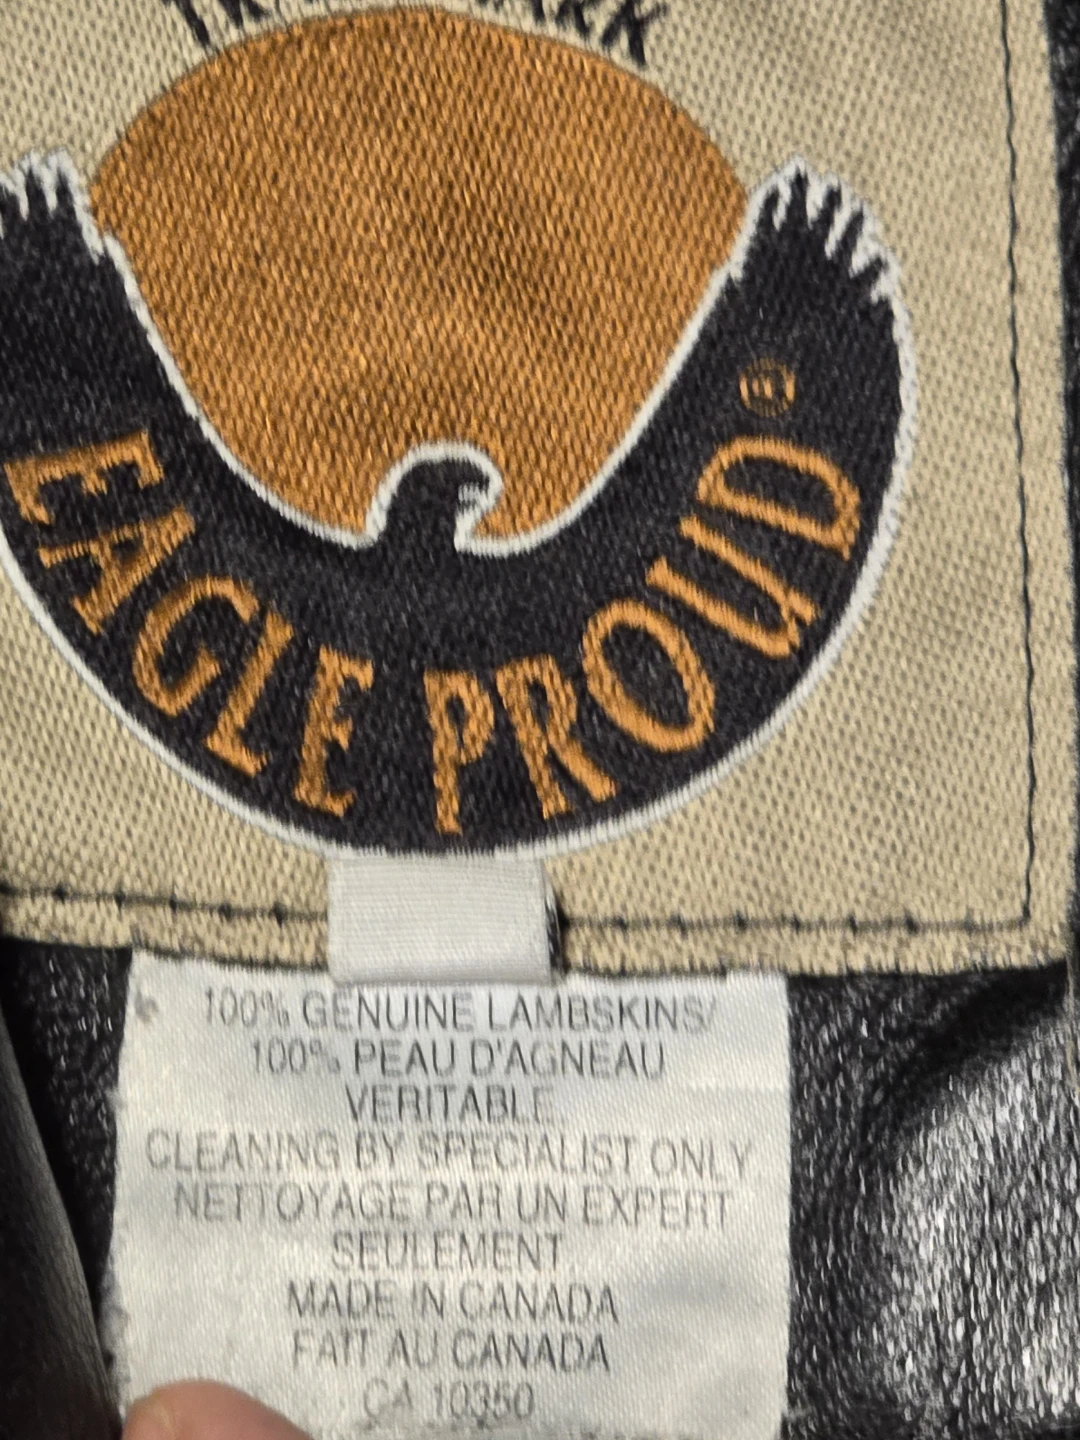 EAGLE PROUD ®
100% GENUINE LAMBSKINS/
100% PEAU D'AGNEAU
VERITABLE
CLEANING BY SPECIALIST ONLY
NETTOYAGE PAR UN EXPERT
SEULEMENT
MADE IN CANADA
FAIT AU CANADA
CA 10350